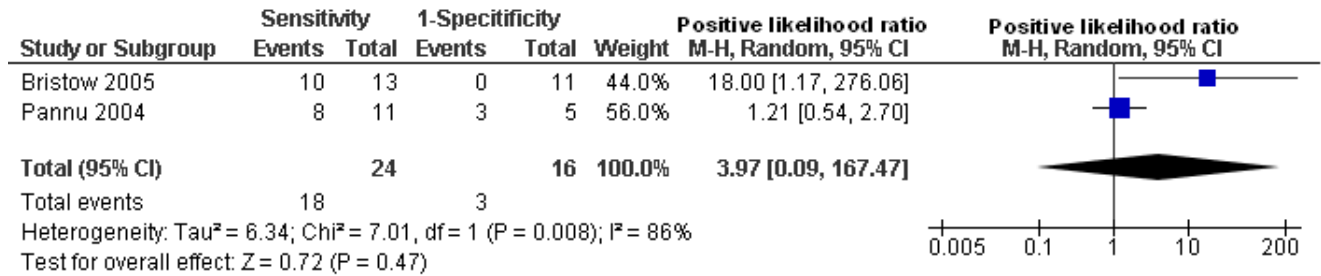 Sensitivity 1-Specitificity Positive likelihood ratio Positive likelihood ratio
Study or Subgroup Events Total Events Total Weight M-H, Random, 95% CI M-H, Random, 95% CI
Bristow 2005 10 13 0 11 44.0% 18.00 [1.17, 276.06]
Pannu 2004 8 11 3 5 56.0% 1.21 [0.54, 2.70]
Total (95% CI) 24 16 100.0% 3.97 [0.09, 167.47]
Total events 18 3
Heterogeneity: Tau² = 6.34; Chi² = 7.01, df = 1 (P = 0.008); I² = 86%
Test for overall effect: Z = 0.72 (P = 0.47)
0.005 0.1 1 10 200